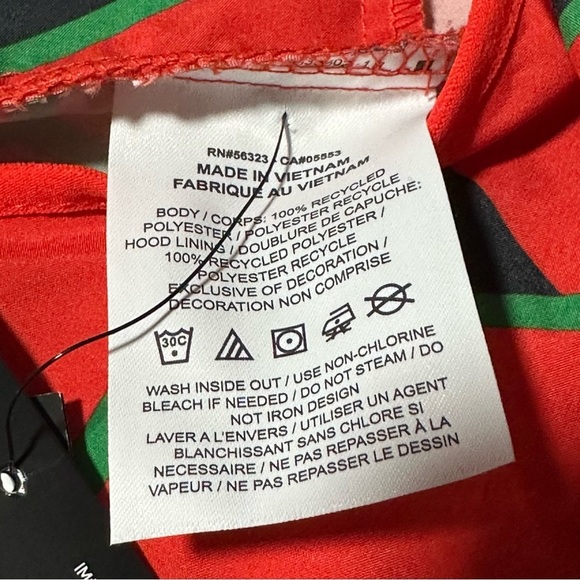 RN#56323 - CA#05553
MADE IN VIETNAM
FABRIQUE AU VIETNAM
BODY / CORPS: 100% RECYCLED
POLYESTER / POLYESTER RECYCLE
HOOD LINING / DOUBLURE DE CAPUCHE:
100% RECYCLED POLYESTER /
POLYESTER RECYCLE
EXCLUSIVE OF DECORATION /
DECORATION NON COMPRISE
30C
WASH INSIDE OUT / USE NON-CHLORINE
BLEACH IF NEEDED / DO NOT STEAM / DO
NOT IRON DESIGN
LAVER A L'ENVERS / UTILISER UN AGENT
BLANCHISSANT SANS CHLORE SI
NECESSAIRE / NE PAS REPASSER À LA
VAPEUR / NE PAS REPASSER LE DESSIN